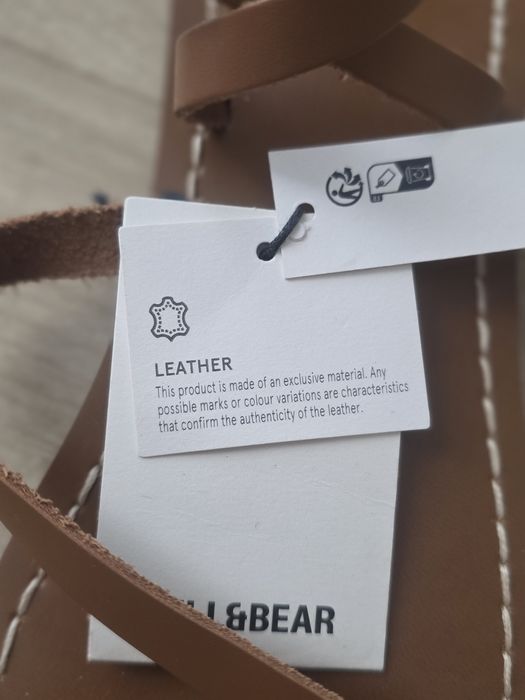 LEATHER
This product is made of an exclusive material. Any
possible marks or colour variations are characteristics
that confirm the authenticity of the leather.
LL&BEAR